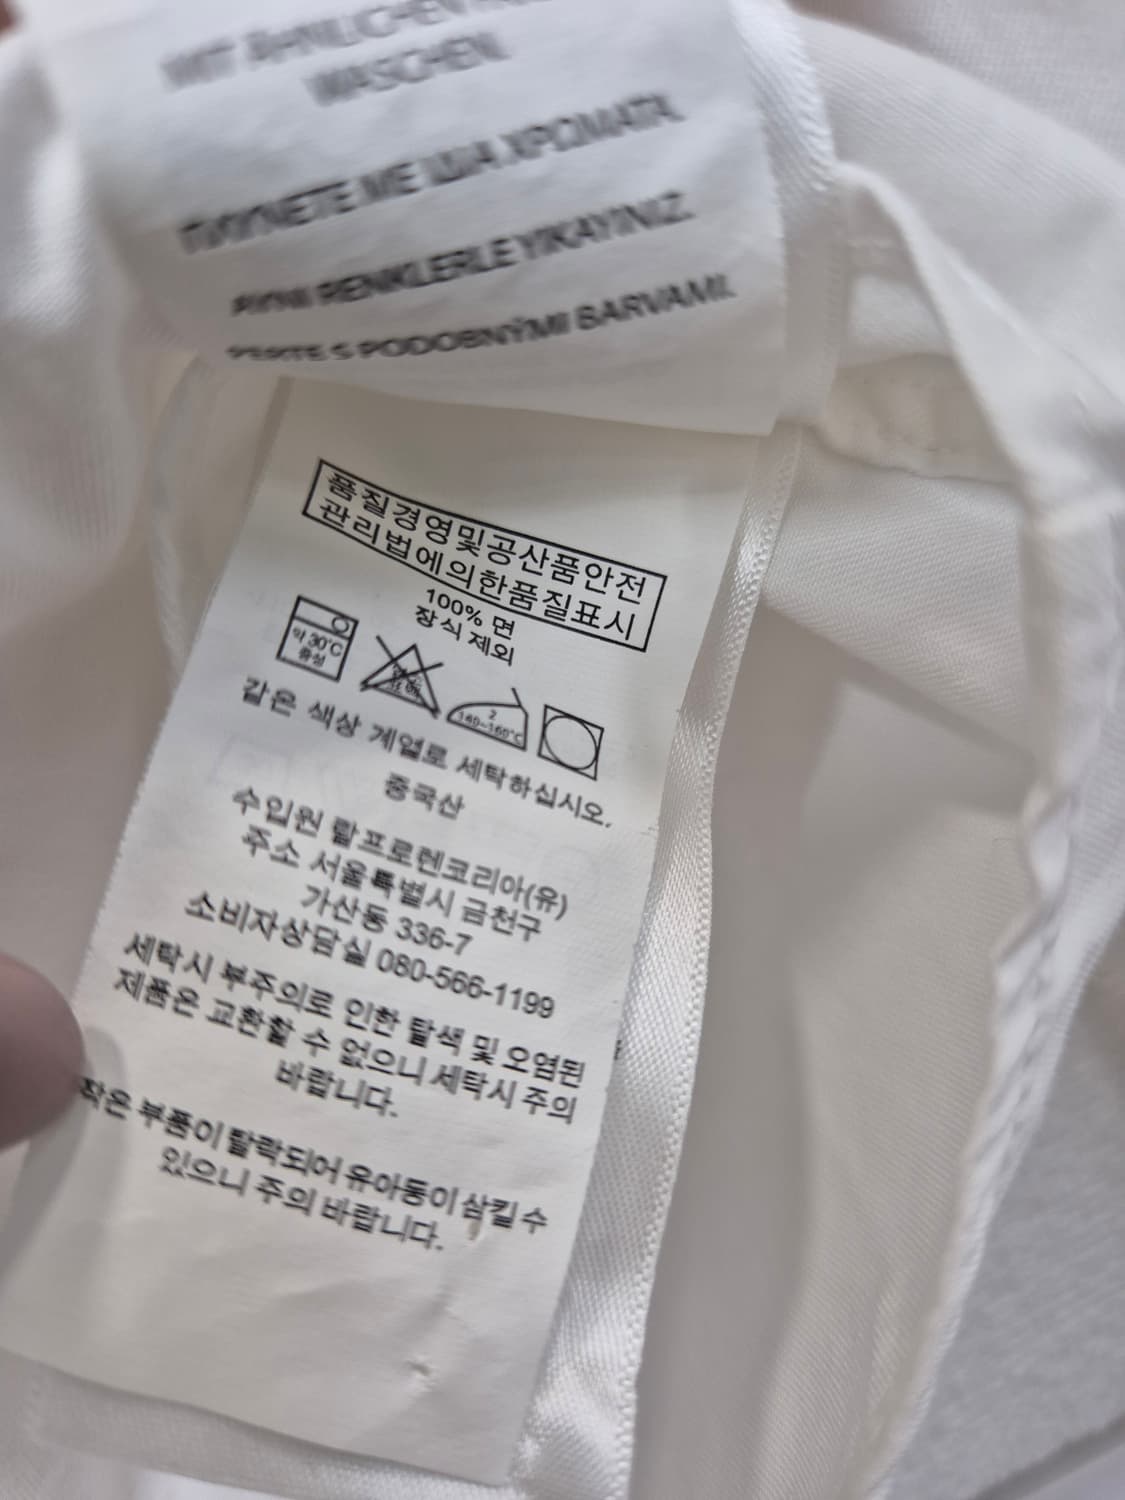 MIT ÄHNLICHEN
WASCHEN.
ΠΛΥΝΕΤΕ ΜΕ ΙΔΙΑ ΧΡΩΜΑΤΑ.
AYNI RENKLERLE YIKAYINIZ.
PERTE S PODOBNÝMI BARVAMI.
품질경영및공산품안전
관리법에의한품질표시
100% 면
장식 제외
약 30°C
중성
2
140~160°C
같은 색상 계열로 세탁하십시오.
중국산
수입원 랄프로렌코리아(유)
주소 서울특별시 금천구
가산동 336-7
소비자상담실 080-566-1199
세탁시 부주의로 인한 탈색 및 오염된
제품은 교환할 수 없으니 세탁시 주의
바랍니다.
작은 부품이 탈락되어 유아동이 삼킬 수
있으니 주의 바랍니다.